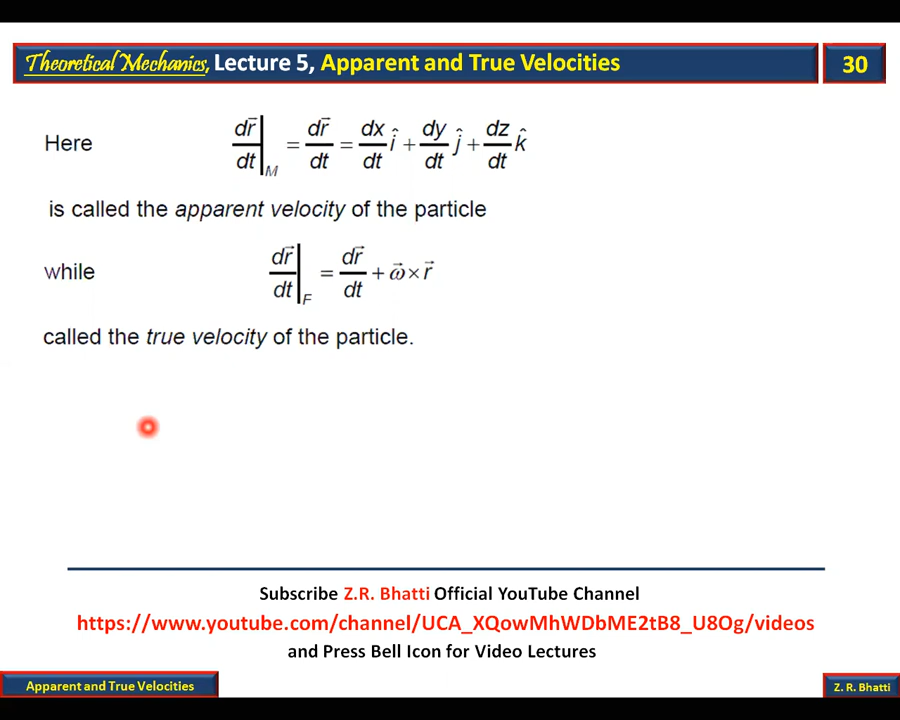 Theoretical Mechanics, Lecture 5, Apparent and True Velocities 30
Here dr⃗/dt|M = dr⃗/dt = dx/dt î + dy/dt ĵ + dz/dt k̂
is called the apparent velocity of the particle
while dr⃗/dt|F = dr⃗/dt + ω⃗ × r⃗
called the true velocity of the particle.
Subscribe Z.R. Bhatti Official YouTube Channel
https://www.youtube.com/channel/UCA_XQowMhWDbME2tB8_U8Og/videos
and Press Bell Icon for Video Lectures
Apparent and True Velocities Z. R. Bhatti